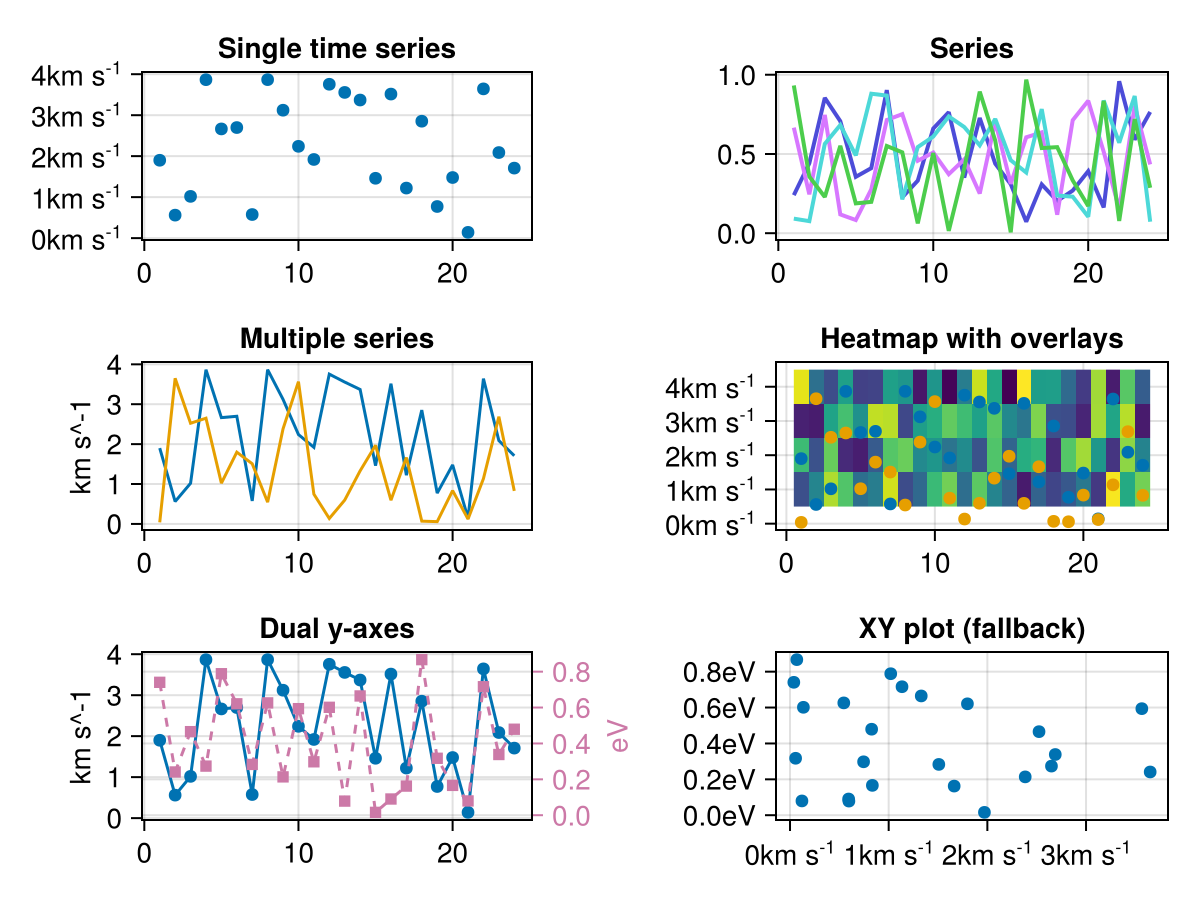 Single time series
4km s⁻¹
3km s⁻¹
2km s⁻¹
1km s⁻¹
0km s⁻¹
0 10 20
Series
1.0
0.5
0.0
0 10 20
Multiple series
km s^-1
4
3
2
1
0
0 10 20
Heatmap with overlays
4km s⁻¹
3km s⁻¹
2km s⁻¹
1km s⁻¹
0km s⁻¹
0 10 20
Dual y-axes
km s^-1
4
3
2
1
0
0 10 20
0.8
0.6
0.4
0.2
0.0
eV
XY plot (fallback)
0.8eV
0.6eV
0.4eV
0.2eV
0.0eV
0km s⁻¹ 1km s⁻¹ 2km s⁻¹ 3km s⁻¹